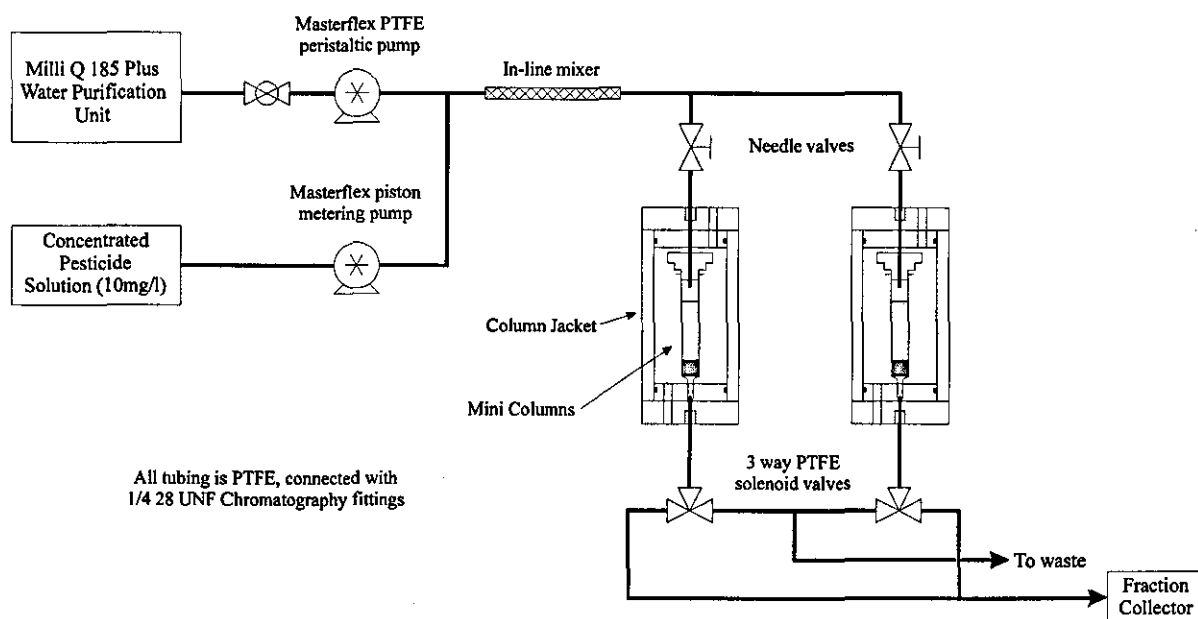 Masterflex PTFE
peristaltic pump
Milli Q 185 Plus
Water Purification
Unit
In-line mixer
Needle valves
Masterflex piston
metering pump
Concentrated
Pesticide
Solution (10mg/l)
Column Jacket
Mini Columns
All tubing is PTFE, connected with
1/4 28 UNF Chromatography fittings
3 way PTFE
solenoid valves
To waste
Fraction
Collector